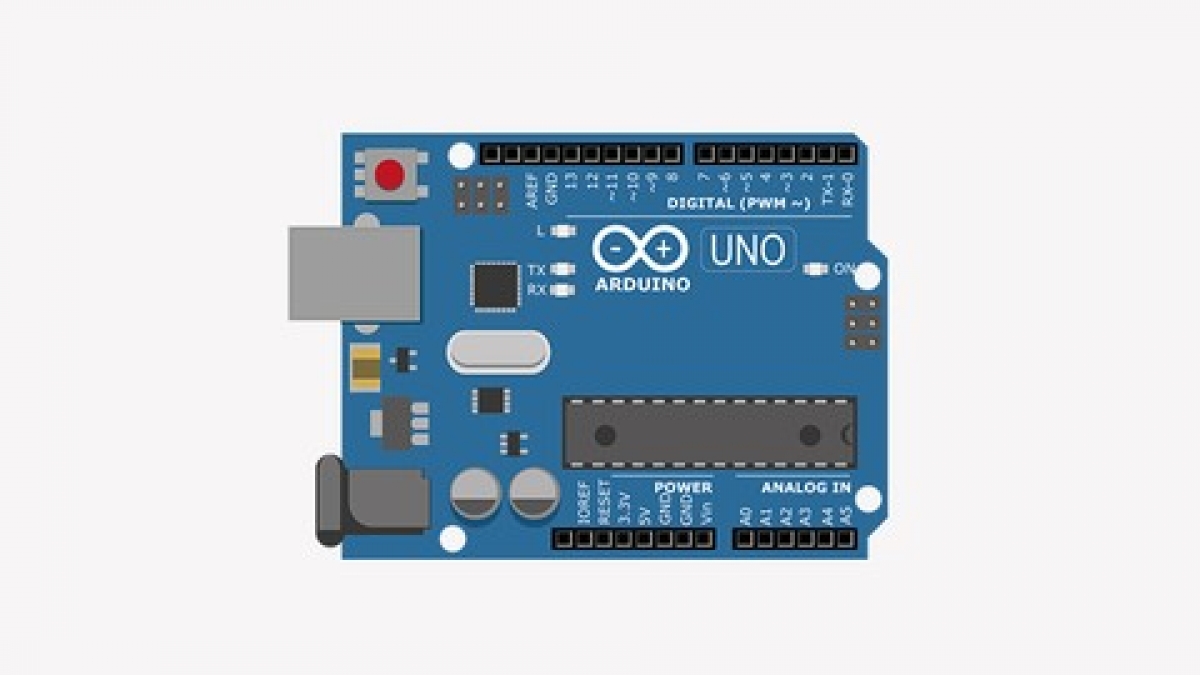 AREF
GND
13
12
~11
~10
~9
8
7
~6
~5
4
~3
2
TX-1
RX-0
DIGITAL (PWM ~)
L
TX
RX
- +
ARDUINO
UNO
ON
POWER
ANALOG IN
IOREF
RESET
3.3V
5V
GND
GND
Vin
A0
A1
A2
A3
A4
A5